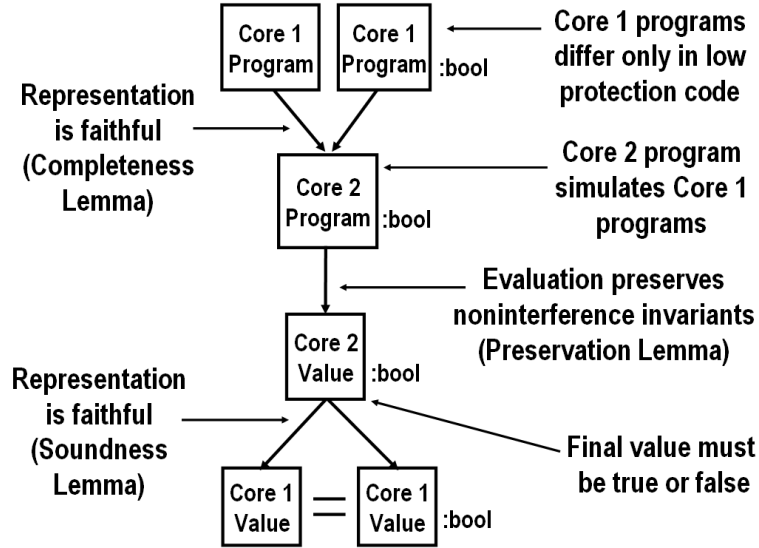 Core 1
Program
Core 1
Program
:bool
Core 1 programs
differ only in low
protection code
Representation
is faithful
(Completeness
Lemma)
Core 2
Program
:bool
Core 2 program
simulates Core 1
programs
Evaluation preserves
noninterference invariants
(Preservation Lemma)
Core 2
Value
:bool
Representation
is faithful
(Soundness
Lemma)
Final value must
be true or false
Core 1
Value
=
Core 1
Value
:bool